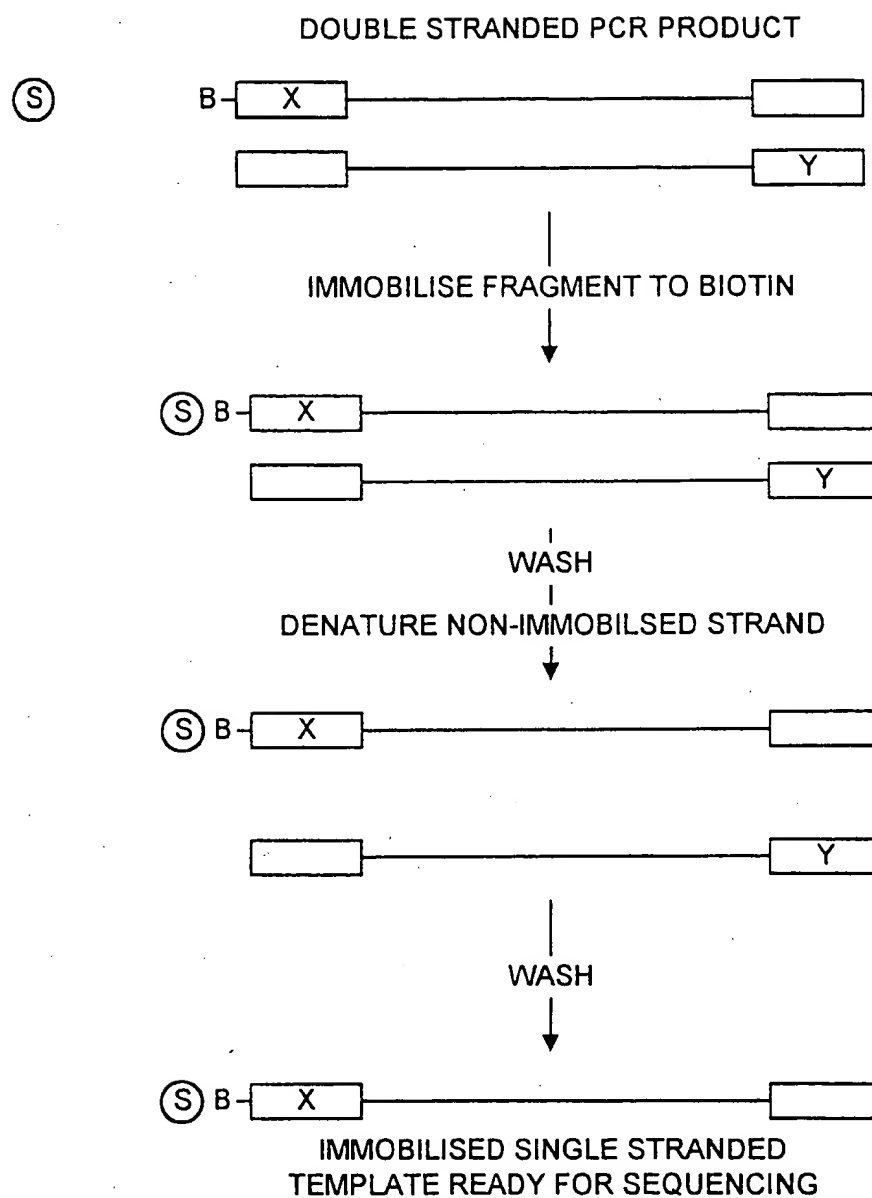 DOUBLE STRANDED PCR PRODUCT
S B X
Y
IMMOBILISE FRAGMENT TO BIOTIN
S B X
Y
WASH
DENATURE NON-IMMOBILSED STRAND
S B X
Y
WASH
S B X
IMMOBILISED SINGLE STRANDED
TEMPLATE READY FOR SEQUENCING